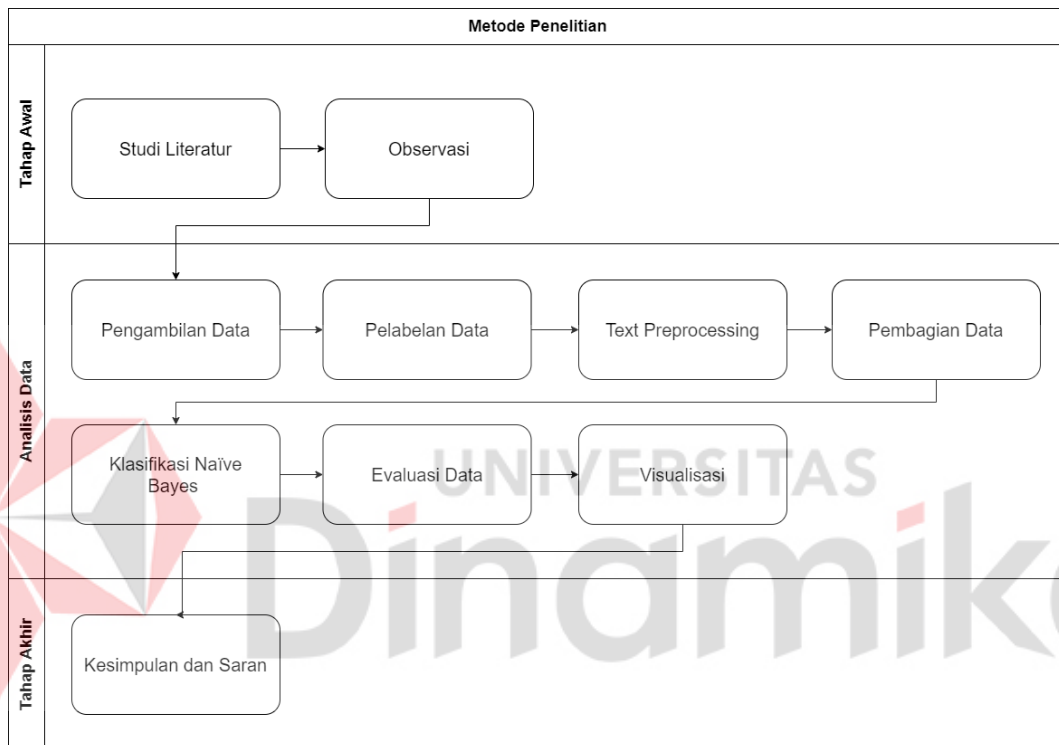 Metode Penelitian
Tahap Awal
Studi Literatur
Observasi
Analisis Data
Pengambilan Data
Pelabelan Data
Text Preprocessing
Pembagian Data
Klasifikasi Naïve
Bayes
Evaluasi Data
Visualisasi
UNIVERSITAS
Dinamika
Tahap Akhir
Kesimpulan dan Saran